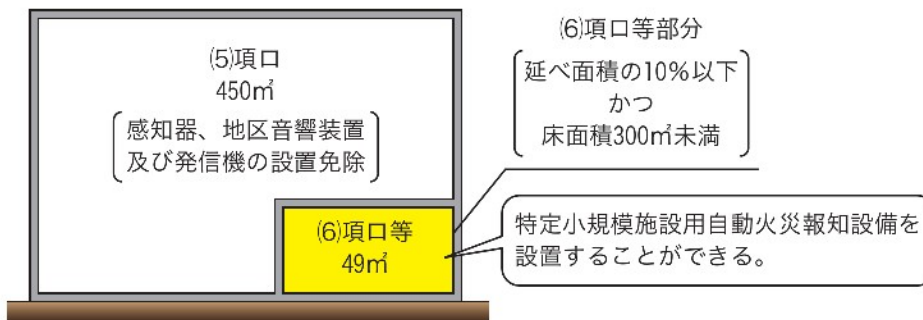 ⑸項ロ
450㎡
感知器、地区音響装置
及び発信機の設置免除
⑹項ロ等
49㎡
⑹項ロ等部分
延べ面積の10%以下
かつ
床面積300㎡未満
特定小規模施設用自動火災報知設備を
設置することができる。